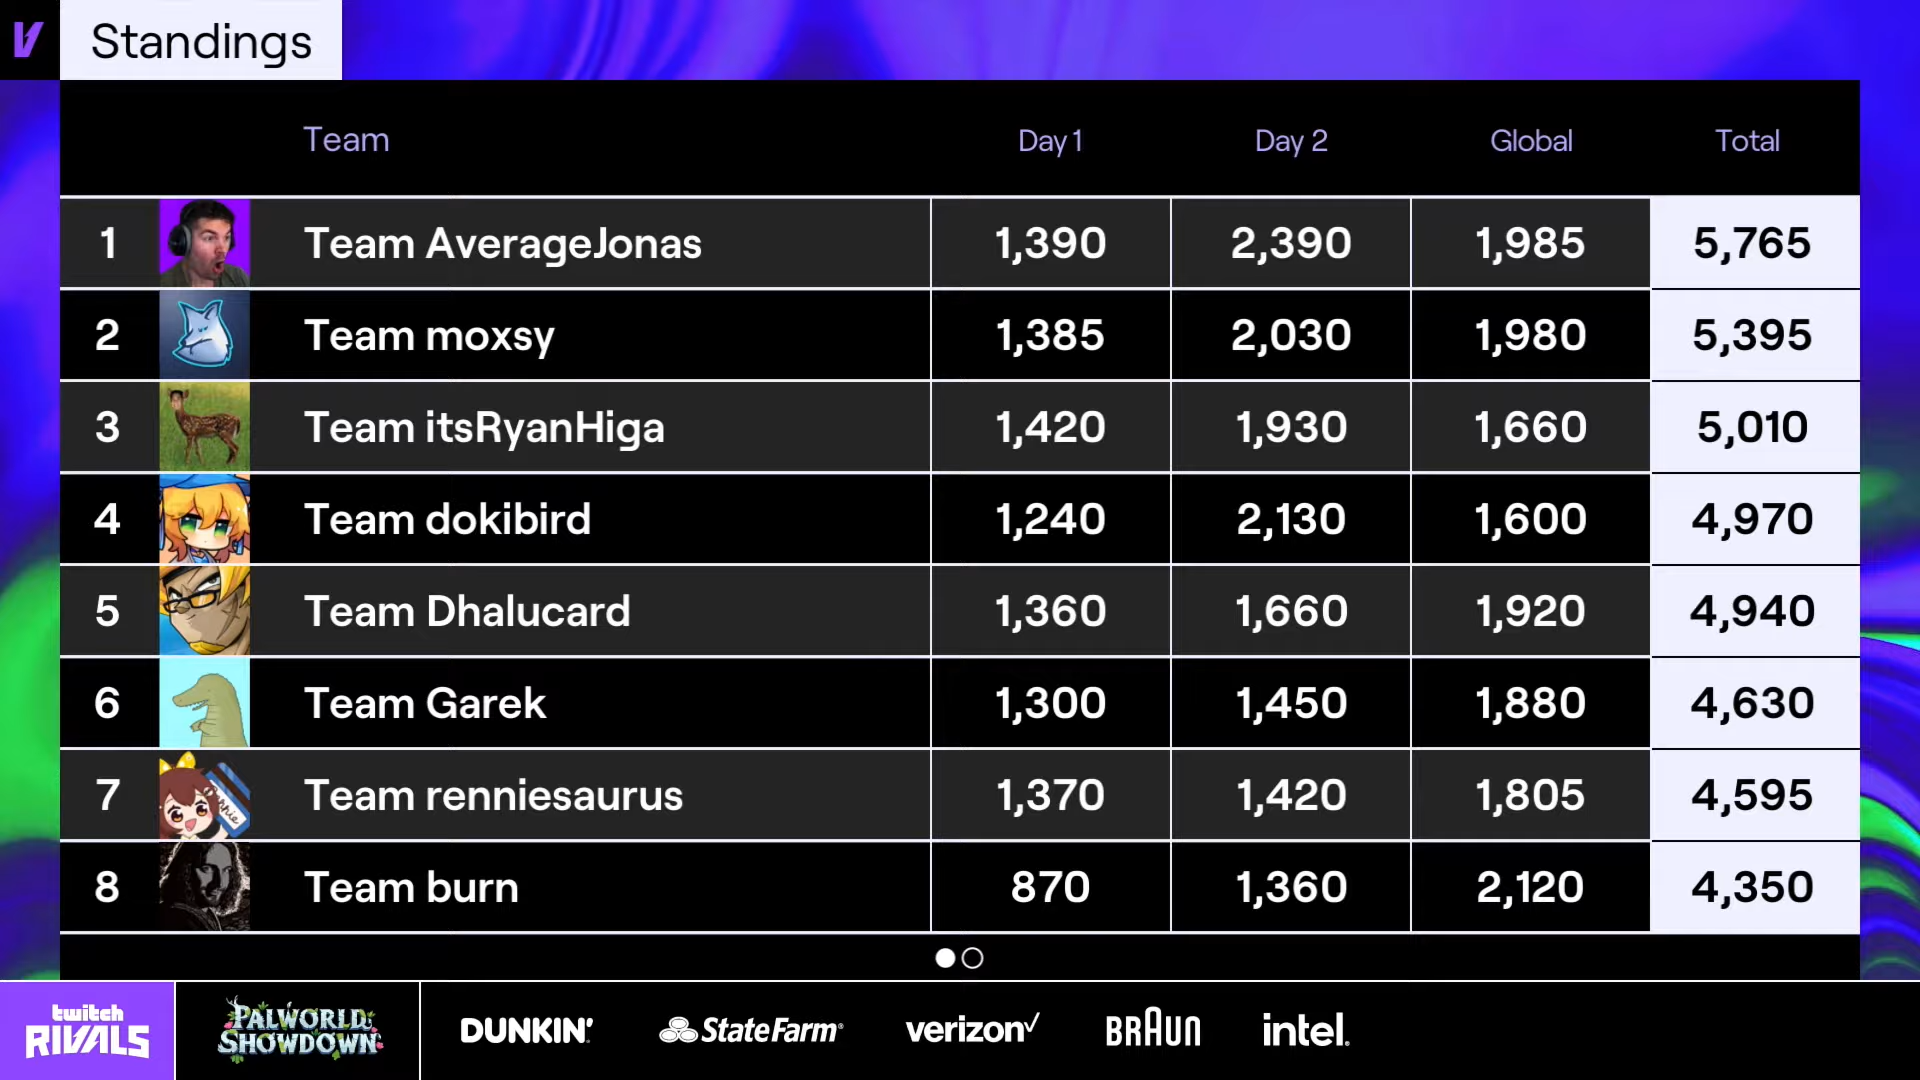 Standings
Team Day 1 Day 2 Global Total
1 Team AverageJonas 1,390 2,390 1,985 5,765
2 Team moxsy 1,385 2,030 1,980 5,395
3 Team itsRyanHiga 1,420 1,930 1,660 5,010
4 Team dokibird 1,240 2,130 1,600 4,970
5 Team Dhalucard 1,360 1,660 1,920 4,940
6 Team Garek 1,300 1,450 1,880 4,630
7 Team renniesaurus 1,370 1,420 1,805 4,595
8 Team burn 870 1,360 2,120 4,350
twitch
RIVALS
PALWORLD
SHOWDOWN
DUNKIN' StateFarm® verizon✓ BRAUN intel.